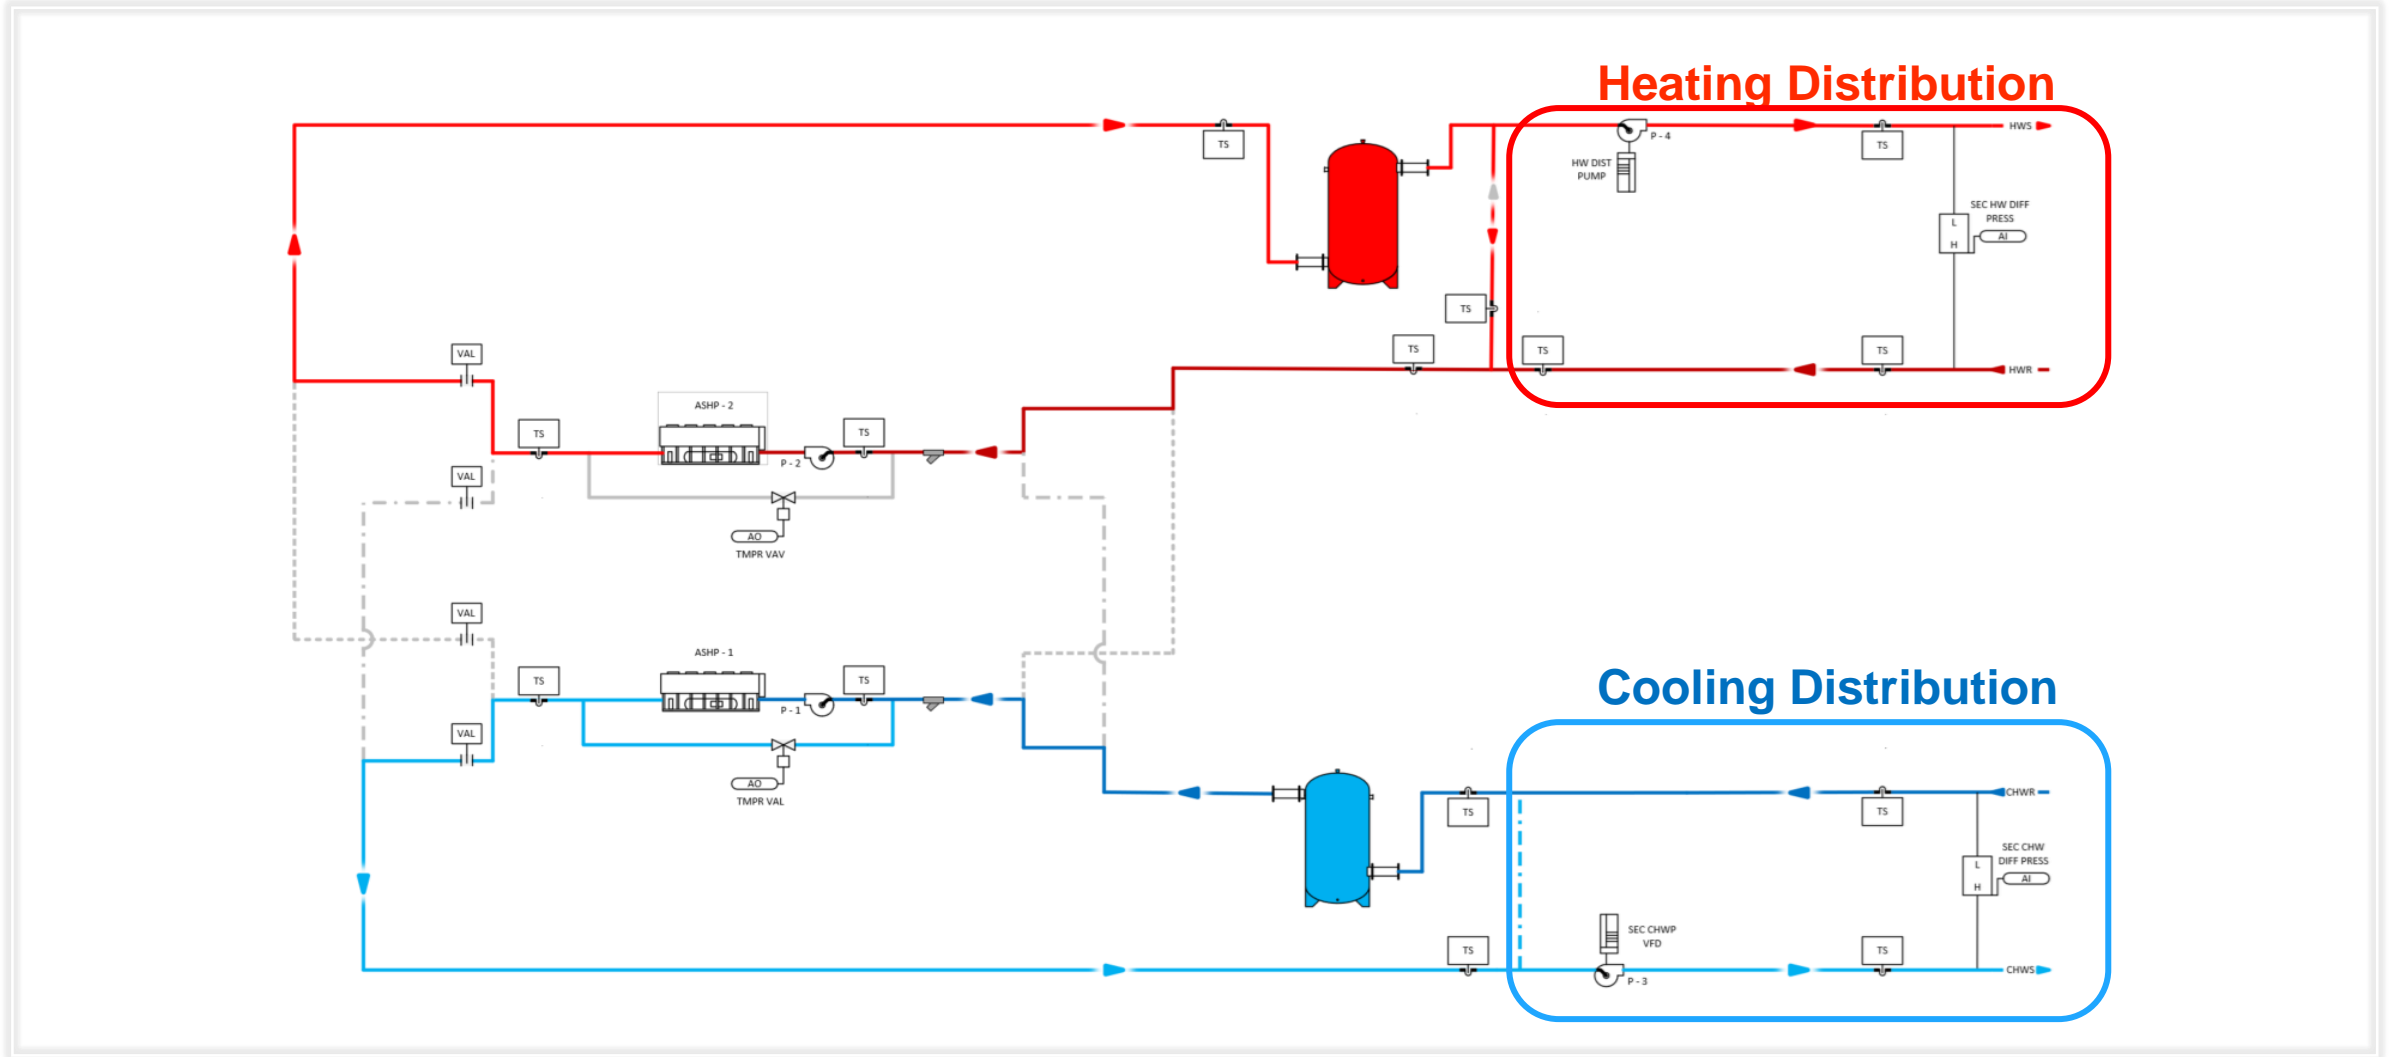 Heating Distribution
HWS
P - 4
TS
TS
HW DIST
PUMP
SEC HW DIFF
PRESS
L
AI
H
TS
TS
TS
TS
HWR
VAL
ASHP - 2
TS
TS
P - 2
VAL
AO
TMPR VAV
VAL
ASHP - 1
TS
TS
P - 1
VAL
AO
TMPR VAL
Cooling Distribution
CHWR
TS
TS
SEC CHW
DIFF PRESS
L
AI
H
SEC CHWP
VFD
TS
TS
CHWS
P - 3